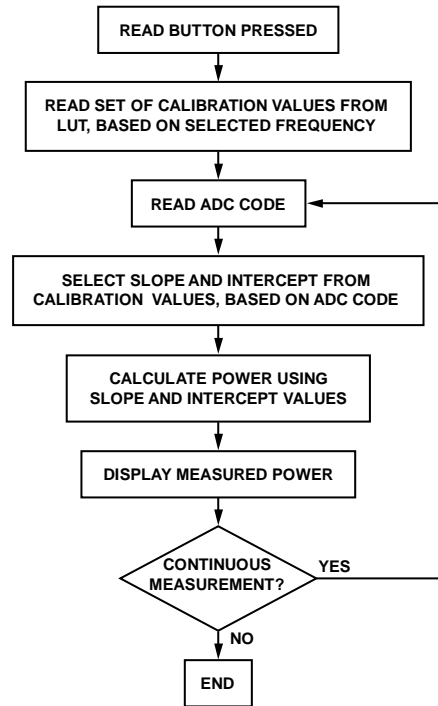 READ BUTTON PRESSED
READ SET OF CALIBRATION VALUES FROM
LUT, BASED ON SELECTED FREQUENCY
READ ADC CODE
SELECT SLOPE AND INTERCEPT FROM
CALIBRATION VALUES, BASED ON ADC CODE
CALCULATE POWER USING
SLOPE AND INTERCEPT VALUES
DISPLAY MEASURED POWER
CONTINUOUS
MEASUREMENT?
YES
NO
END